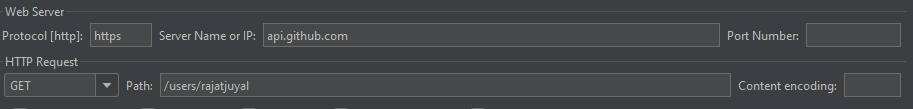 Web Server
Protocol [http]: https Server Name or IP: api.github.com Port Number:
HTTP Request
GET Path: /users/rajatjuyal Content encoding: